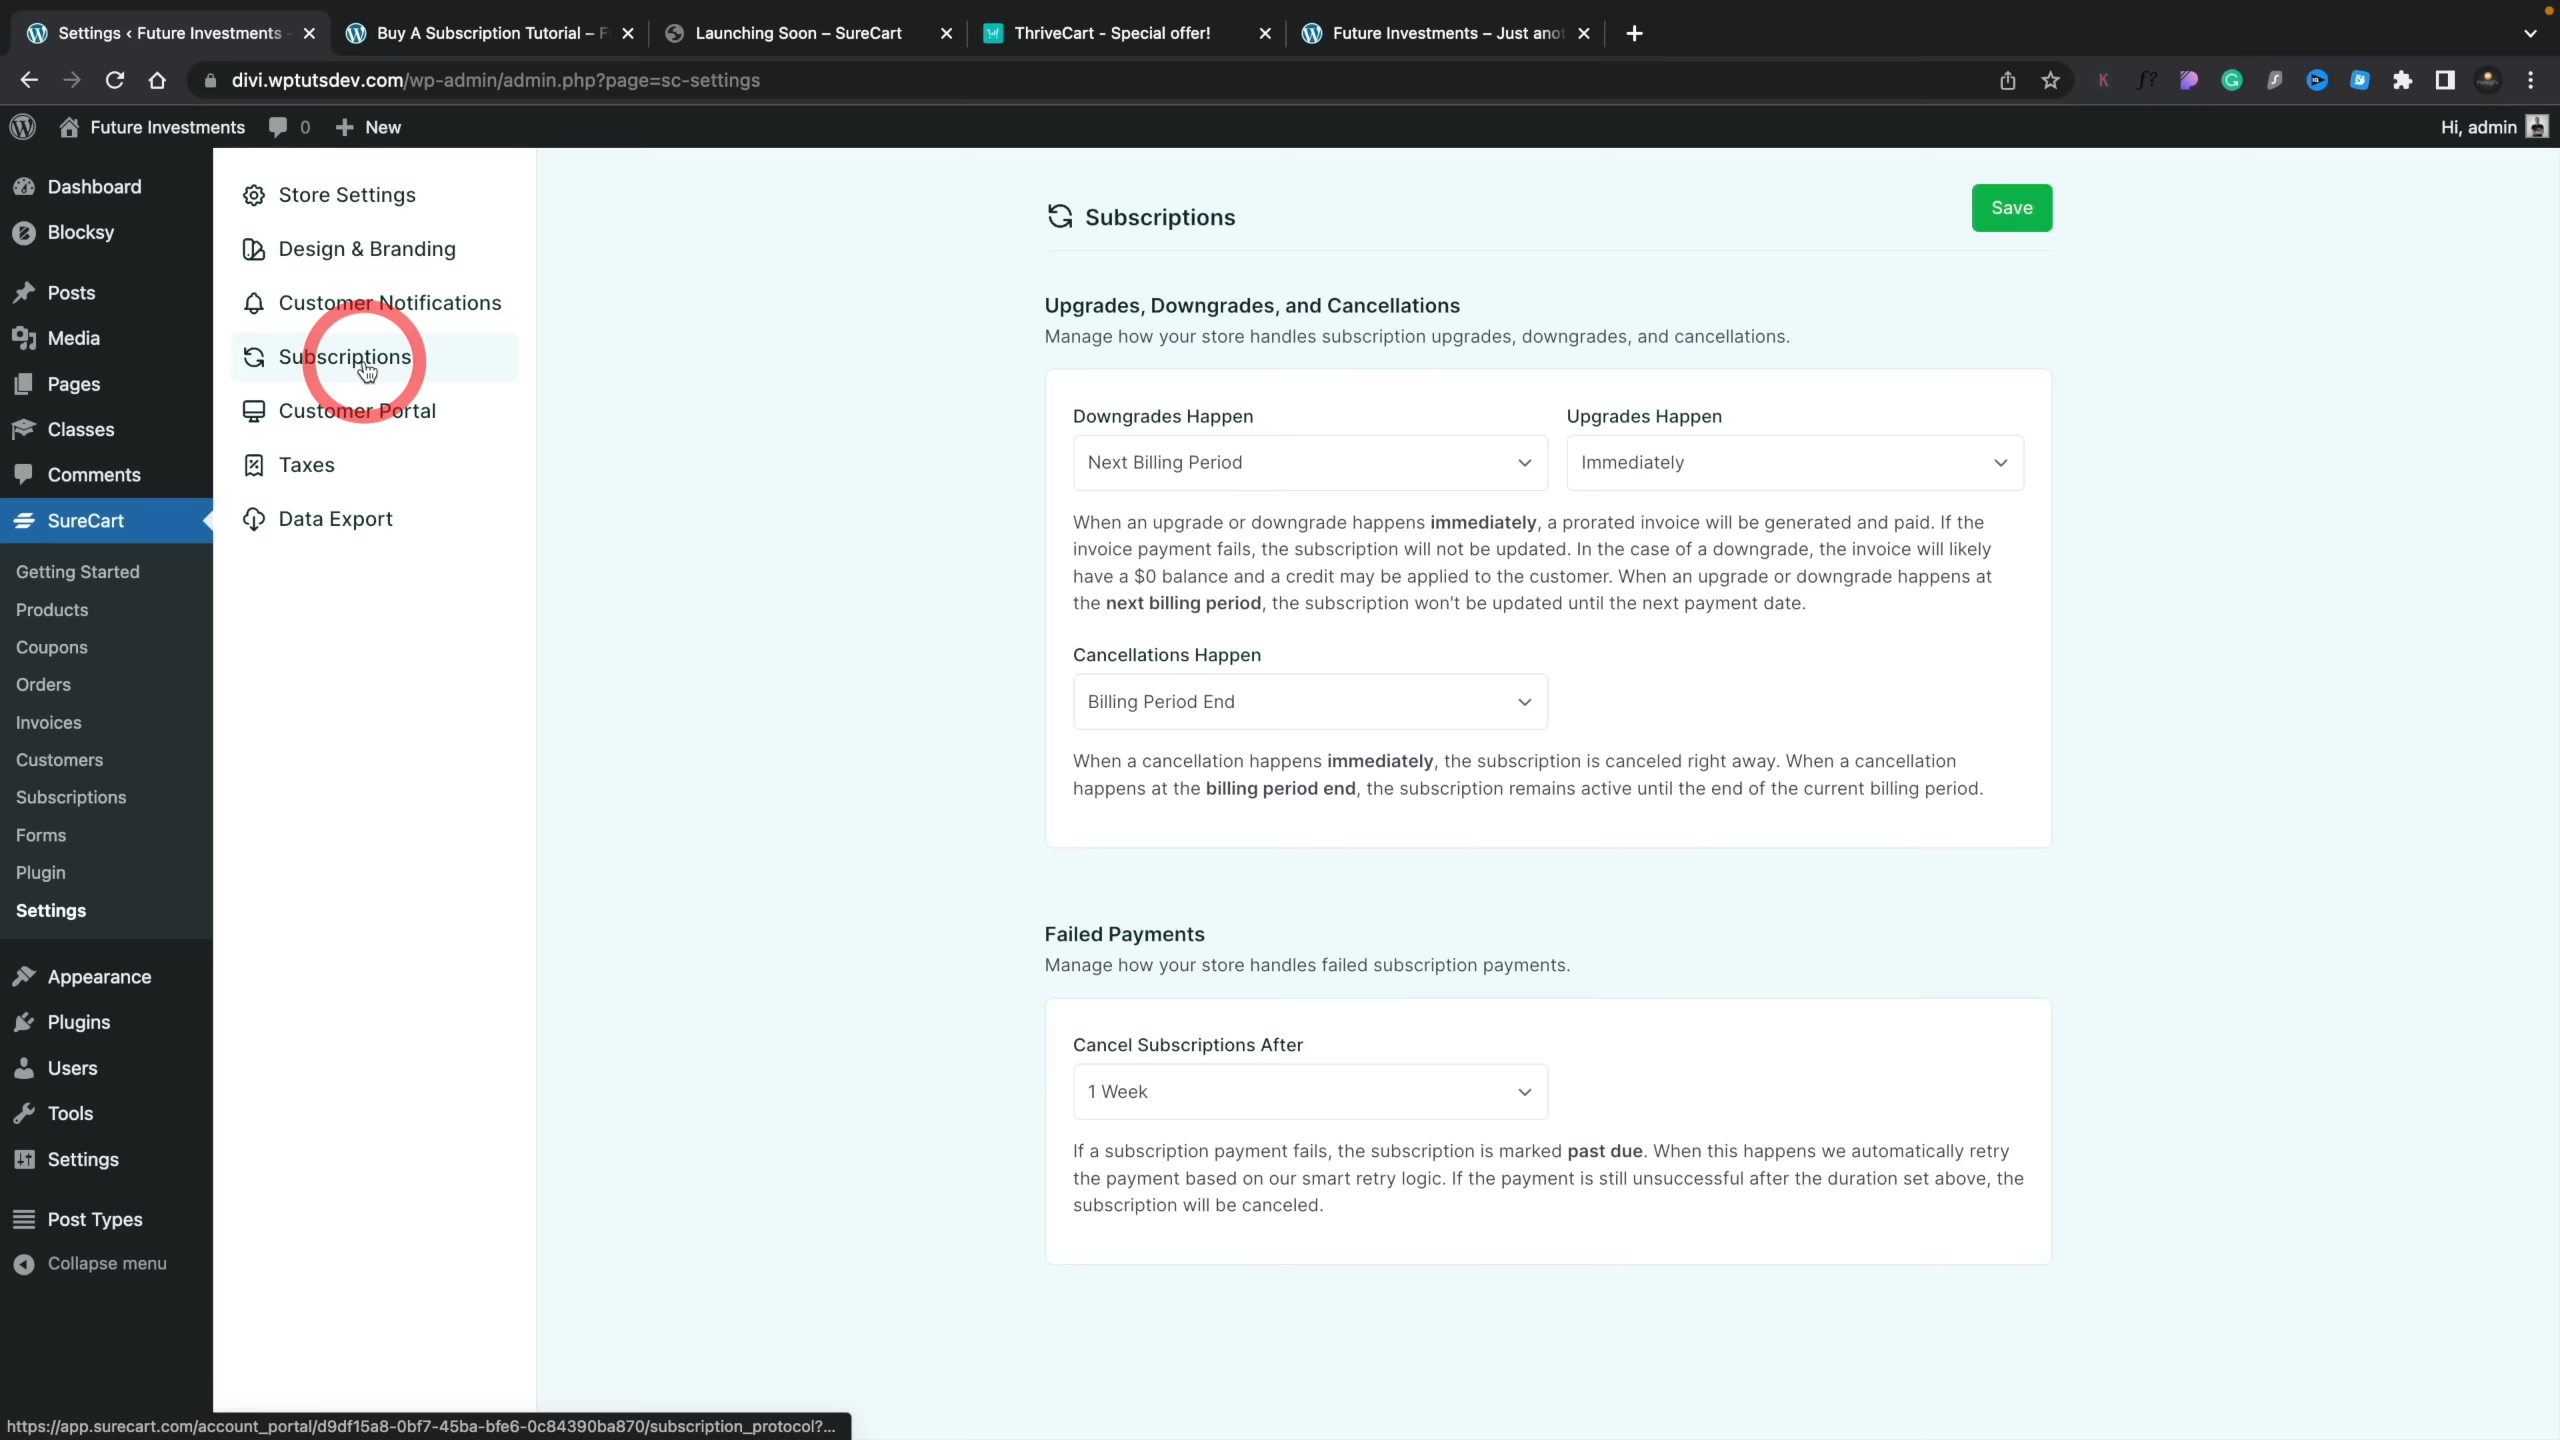 Settings ‹ Future Investments -
Buy A Subscription Tutorial – F
Launching Soon – SureCart
ThriveCart - Special offer!
Future Investments – Just anot
divi.wptutsdev.com/wp-admin/admin.php?page=sc-settings
Future Investments
0
New
Hi, admin
Dashboard
Blocksy
Posts
Media
Pages
Classes
Comments
SureCart
Getting Started
Products
Coupons
Orders
Invoices
Customers
Subscriptions
Forms
Plugin
Settings
Appearance
Plugins
Users
Tools
Settings
Post Types
Collapse menu
Store Settings
Design & Branding
Customer Notifications
Subscriptions
Customer Portal
Taxes
Data Export
Subscriptions
Save
Upgrades, Downgrades, and Cancellations
Manage how your store handles subscription upgrades, downgrades, and cancellations.
Downgrades Happen
Upgrades Happen
Next Billing Period
Immediately
When an upgrade or downgrade happens immediately, a prorated invoice will be generated and paid. If the
invoice payment fails, the subscription will not be updated. In the case of a downgrade, the invoice will likely
have a $0 balance and a credit may be applied to the customer. When an upgrade or downgrade happens at
the next billing period, the subscription won't be updated until the next payment date.
Cancellations Happen
Billing Period End
When a cancellation happens immediately, the subscription is canceled right away. When a cancellation
happens at the billing period end, the subscription remains active until the end of the current billing period.
Failed Payments
Manage how your store handles failed subscription payments.
Cancel Subscriptions After
1 Week
If a subscription payment fails, the subscription is marked past due. When this happens we automatically retry
the payment based on our smart retry logic. If the payment is still unsuccessful after the duration set above, the
subscription will be canceled.
https://app.surecart.com/account_portal/d9df15a8-0bf7-45ba-bfe6-0c84390ba870/subscription_protocol?...